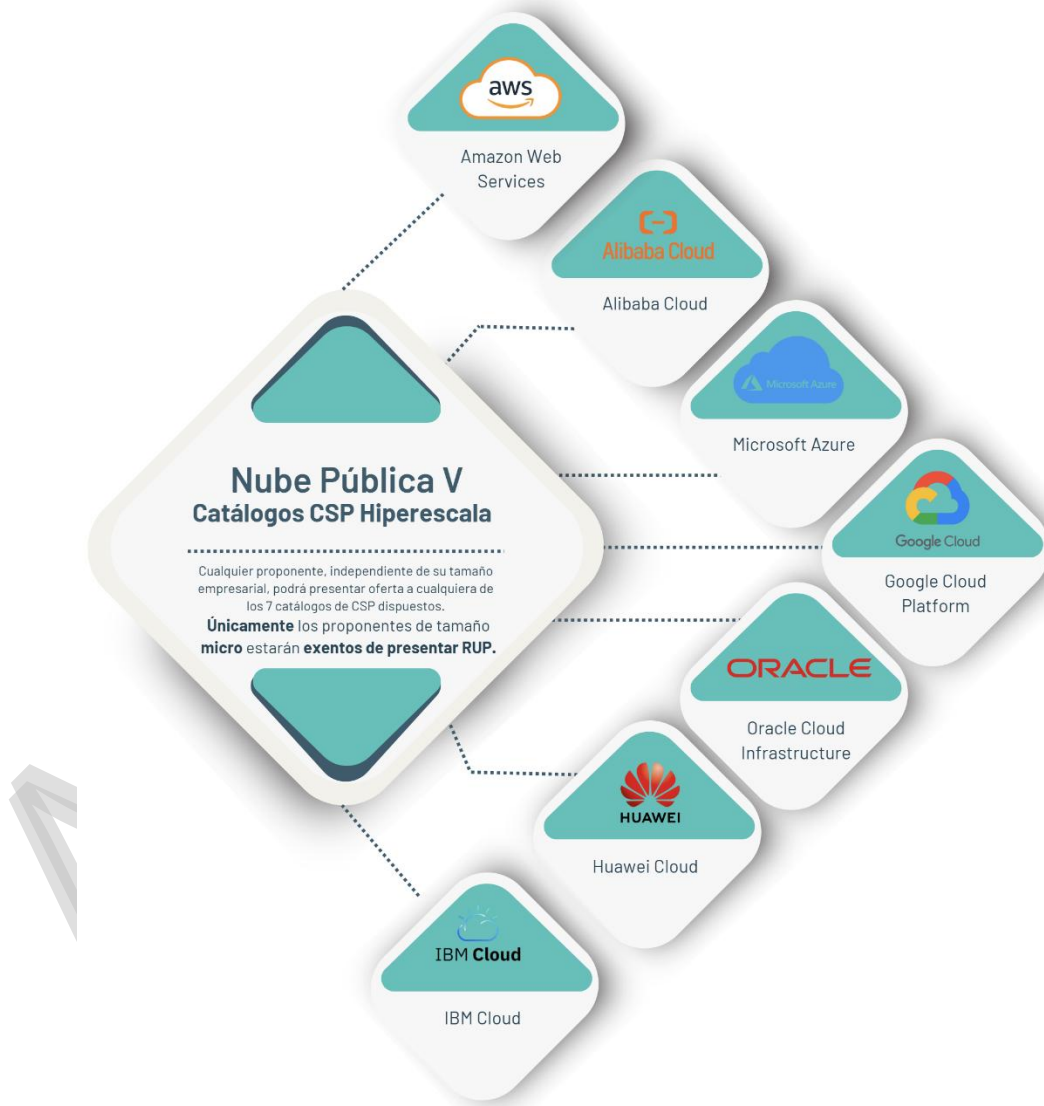 aws
Amazon Web
Services
Alibaba Cloud
Alibaba Cloud
Microsoft Azure
Microsoft Azure
Google Cloud
Google Cloud
Platform
Nube Pública V
Catálogos CSP Hiperescala
Cualquier proponente, independiente de su tamaño
empresarial, podrá presentar oferta a cualquiera de
los 7 catálogos de CSP dispuestos.
Únicamente los proponentes de tamaño
micro estarán exentos de presentar RUP.
ORACLE
Oracle Cloud
Infrastructure
HUAWEI
Huawei Cloud
IBM Cloud
IBM Cloud